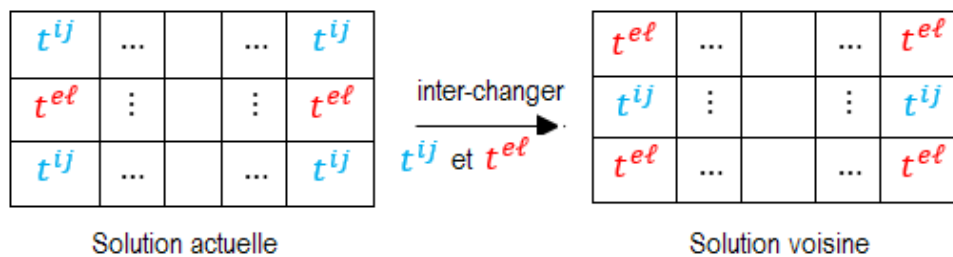 t^{ij} ... ... t^{ij}
t^{eℓ} ⋮ ⋮ t^{eℓ}
t^{ij} ... ... t^{ij}
Solution actuelle
inter-changer
t^{ij} et t^{eℓ}
t^{eℓ} ... ... t^{eℓ}
t^{ij} ⋮ ⋮ t^{ij}
t^{eℓ} ... ... t^{eℓ}
Solution voisine